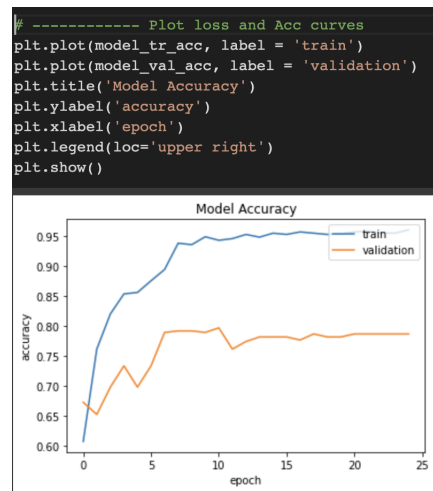 # ------------ Plot loss and Acc curves
plt.plot(model_tr_acc, label = 'train')
plt.plot(model_val_acc, label = 'validation')
plt.title('Model Accuracy')
plt.ylabel('accuracy')
plt.xlabel('epoch')
plt.legend(loc='upper right')
plt.show()
Model Accuracy
train
validation
0.95
0.90
0.85
0.80
0.75
0.70
0.65
0.60
accuracy
0 5 10 15 20 25
epoch